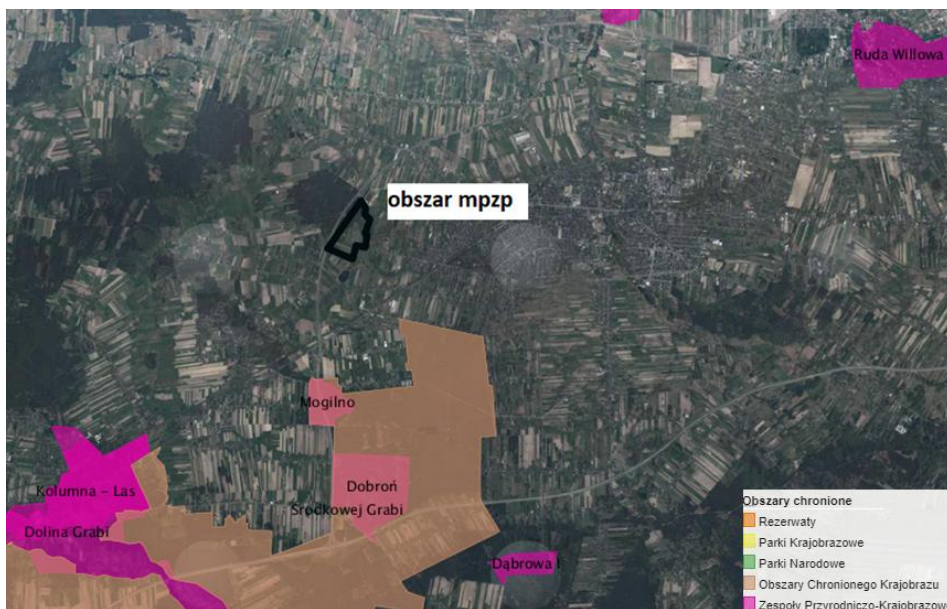 Ruda Willowa
obszar mpzp
Mogilno
Kolumna - Las
Dobroń
Środkowej Grabi
Dolina Grabi
Dąbrowa I
Obszary chronione
Rezerwaty
Parki Krajobrazowe
Parki Narodowe
Obszary Chronionego Krajobrazu
Zespoły Przyrodniczo-Krajobrazow